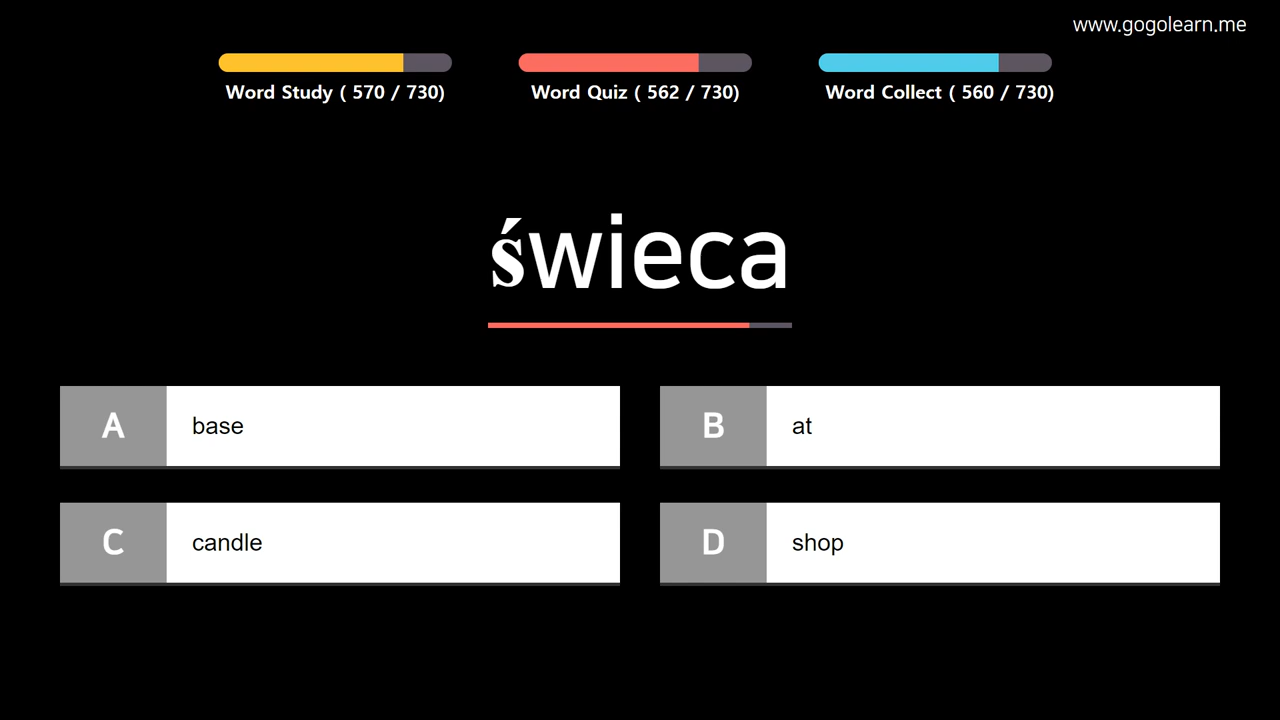 www.gogolearn.me
Word Study ( 570 / 730)
Word Quiz ( 562 / 730)
Word Collect ( 560 / 730)
świeca
A base
B at
C candle
D shop